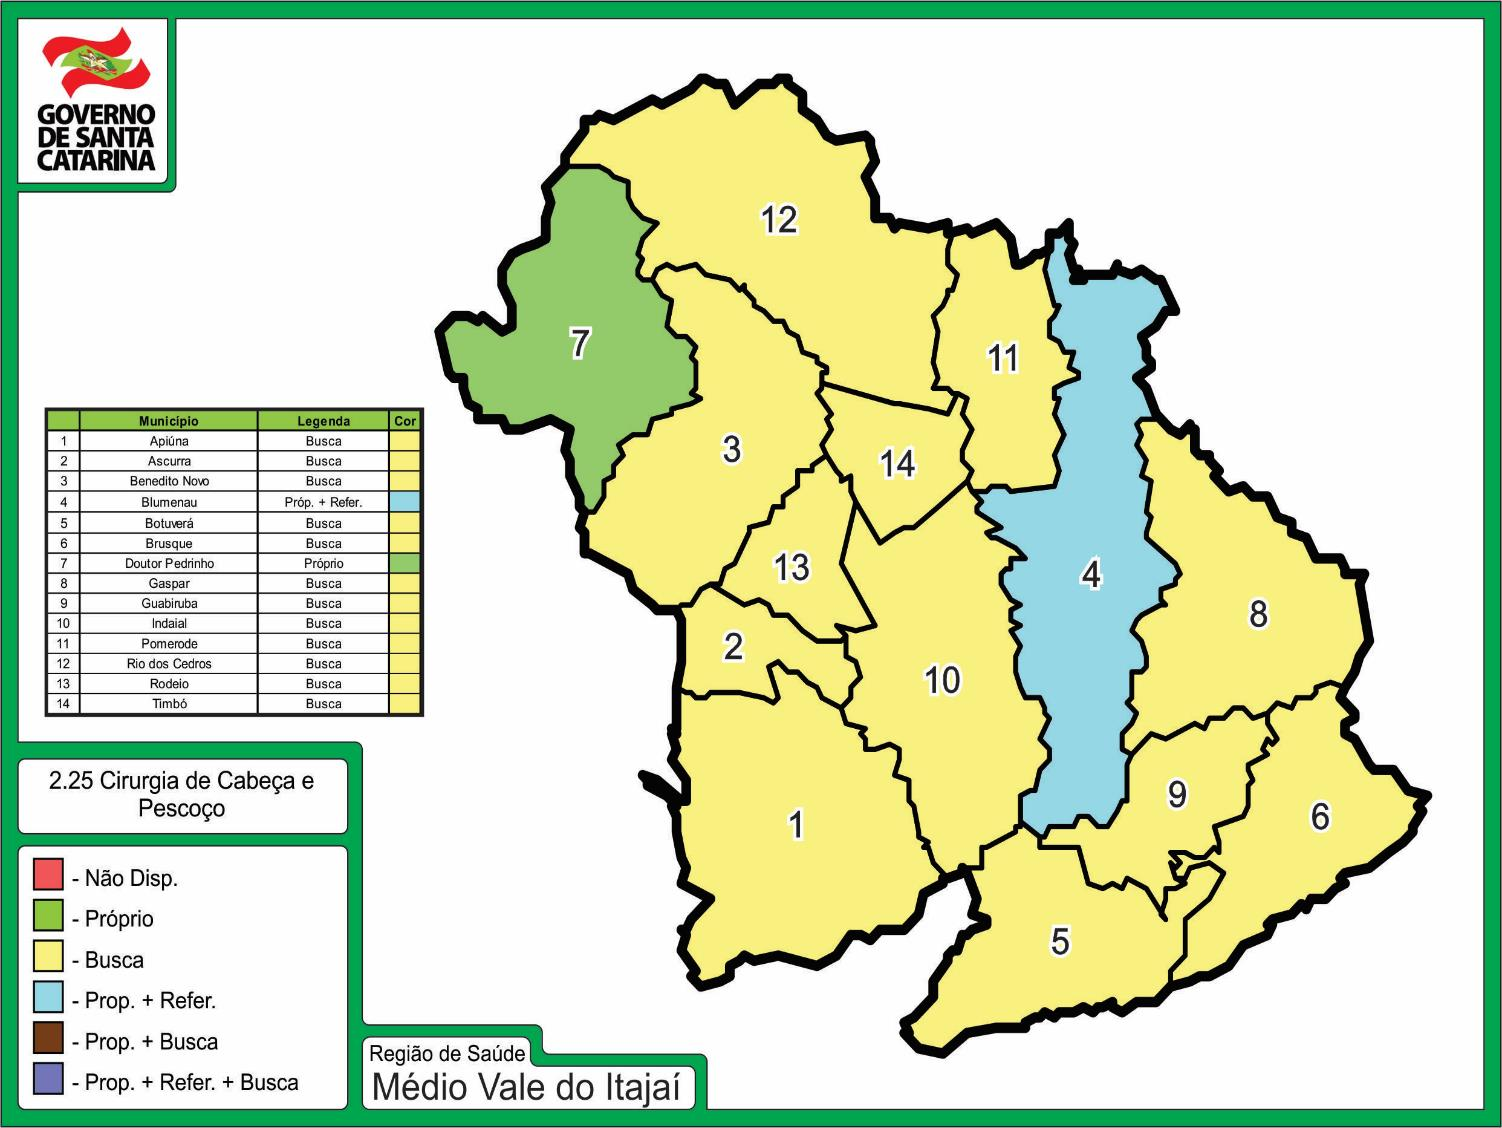 GOVERNO
DE SANTA
CATARINA
Município Legenda Cor
1 Apiúna Busca
2 Ascurra Busca
3 Benedito Novo Busca
4 Blumenau Próp. + Refer.
5 Botuverá Busca
6 Brusque Busca
7 Doutor Pedrinho Próprio
8 Gaspar Busca
9 Guabiruba Busca
10 Indaial Busca
11 Pomerode Busca
12 Rio dos Cedros Busca
13 Rodeio Busca
14 Timbó Busca
12
7
11
3
14
13
4
8
2
10
9
1
6
5
2.25 Cirurgia de Cabeça e
Pescoço
- Não Disp.
- Próprio
- Busca
- Prop. + Refer.
- Prop. + Busca
- Prop. + Refer. + Busca
Região de Saúde
Médio Vale do Itajaí